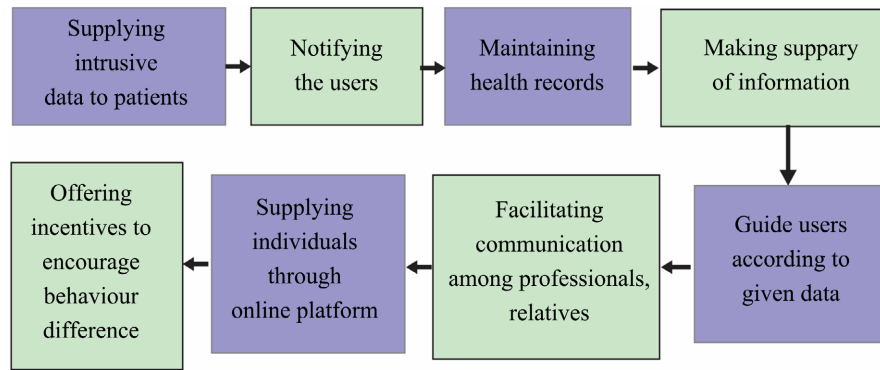 Supplying
intrusive
data to patients
Notifying
the users
Maintaining
health records
Making suppary
of information
Guide users
according to
given data
Facilitating
communication
among professionals,
relatives
Supplying
individuals
through
online platform
Offering
incentives to
encourage
behaviour
difference